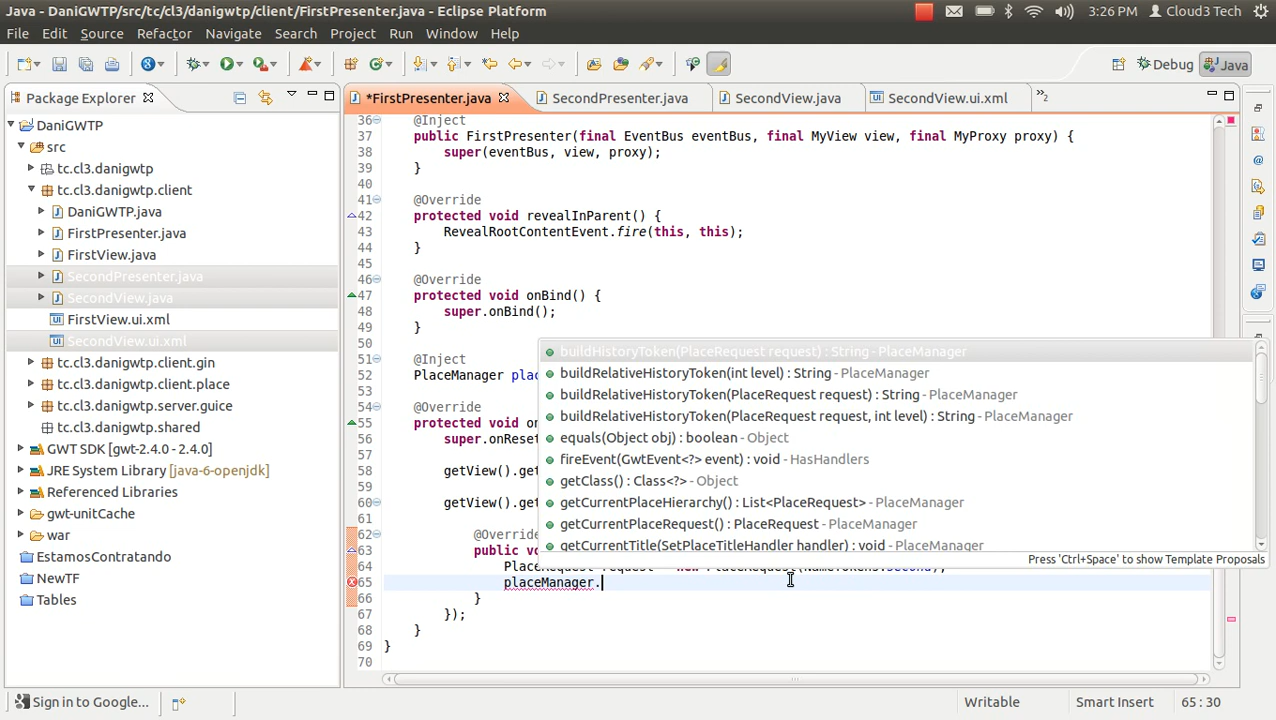 Java - DaniGWTP/src/tc/cl3/danigwtp/client/FirstPresenter.java - Eclipse Platform
3:26 PM
Cloud3 Tech
File Edit Source Refactor Navigate Search Project Run Window Help
Debug
Java
Package Explorer
*FirstPresenter.java
SecondPresenter.java
SecondView.java
SecondView.ui.xml
»2
DaniGWTP
src
tc.cl3.danigwtp
tc.cl3.danigwtp.client
DaniGWTP.java
FirstPresenter.java
FirstView.java
SecondPresenter.java
SecondView.java
FirstView.ui.xml
SecondView.ui.xml
tc.cl3.danigwtp.client.gin
tc.cl3.danigwtp.client.place
tc.cl3.danigwtp.server.guice
tc.cl3.danigwtp.shared
GWT SDK [gwt-2.4.0 - 2.4.0]
JRE System Library [java-6-openjdk]
Referenced Libraries
gwt-unitCache
war
EstamosContratando
NewTF
Tables
36 @Inject
37 public FirstPresenter(final EventBus eventBus, final MyView view, final MyProxy proxy) {
38 super(eventBus, view, proxy);
39 }
40
41 @Override
42 protected void revealInParent() {
43 RevealRootContentEvent.fire(this, this);
44 }
45
46 @Override
47 protected void onBind() {
48 super.onBind();
49 }
50
51 @Inject
52 PlaceManager plac
53
54 @Override
55 protected void on
56 super.onReset
57
58 getView().get
59
60 getView().get
61
62 @Override
63 public vo
64 PlaceRequest request = new PlaceRequest(NameTokens.second);
65 placeManager.
66 }
67 });
68 }
69 }
70
buildHistoryToken(PlaceRequest request) : String - PlaceManager
buildRelativeHistoryToken(int level) : String - PlaceManager
buildRelativeHistoryToken(PlaceRequest request) : String - PlaceManager
buildRelativeHistoryToken(PlaceRequest request, int level) : String - PlaceManager
equals(Object obj) : boolean - Object
fireEvent(GwtEvent<?> event) : void - HasHandlers
getClass() : Class<?> - Object
getCurrentPlaceHierarchy() : List<PlaceRequest> - PlaceManager
getCurrentPlaceRequest() : PlaceRequest - PlaceManager
getCurrentTitle(SetPlaceTitleHandler handler) : void - PlaceManager
Press 'Ctrl+Space' to show Template Proposals
Sign in to Google...
Writable
Smart Insert
65 : 30